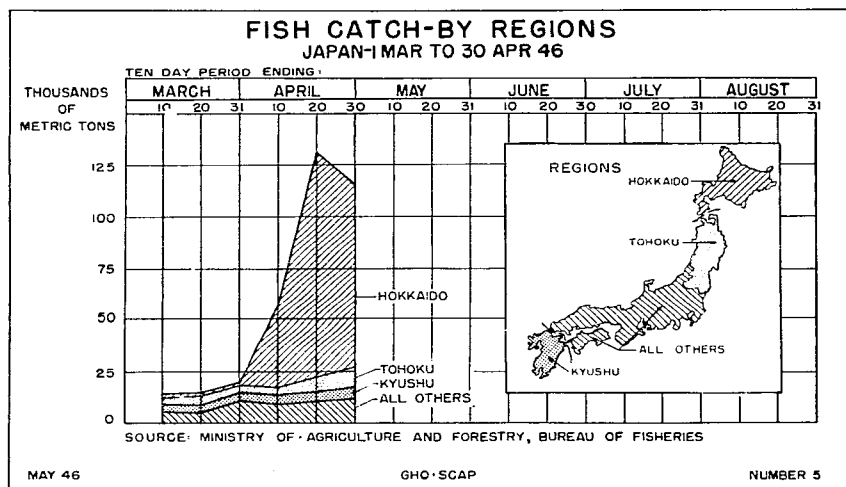 FISH CATCH-BY REGIONS
JAPAN-1 MAR TO 30 APR 46
TEN DAY PERIOD ENDING:
THOUSANDS OF METRIC TONS
MARCH APRIL MAY JUNE JULY AUGUST
10 20 31 10 20 30 10 20 31 10 20 30 10 20 31 10 20 31
125
100
75
50
25
0
HOKKAIDO
TOHOKU
KYUSHU
ALL OTHERS
REGIONS
HOKKAIDO
TOHOKU
ALL OTHERS
KYUSHU
SOURCE: MINISTRY OF·AGRICULTURE AND FORESTRY, BUREAU OF FISHERIES
MAY 46
GHQ·SCAP
NUMBER 5